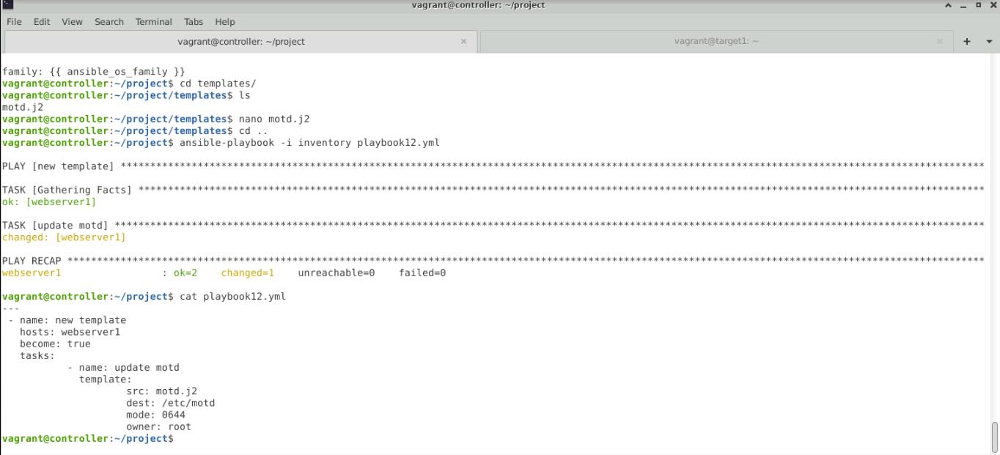 vagrant@controller: ~/project
File Edit View Search Terminal Tabs Help
vagrant@controller: ~/project × vagrant@target1: ~ ×
family: {{ ansible_os_family }}
vagrant@controller:~/project$ cd templates/
vagrant@controller:~/project/templates$ ls
motd.j2
vagrant@controller:~/project/templates$ nano motd.j2
vagrant@controller:~/project/templates$ cd ..
vagrant@controller:~/project$ ansible-playbook -i inventory playbook12.yml
PLAY [new template] **************************************************************************************************************************************************
TASK [Gathering Facts] ***********************************************************************************************************************************************
ok: [webserver1]
TASK [update motd] ***************************************************************************************************************************************************
changed: [webserver1]
PLAY RECAP ***********************************************************************************************************************************************************
webserver1                 : ok=2    changed=1    unreachable=0    failed=0
vagrant@controller:~/project$ cat playbook12.yml
---
 - name: new template
   hosts: webserver1
   become: true
   tasks:
           - name: update motd
             template:
                     src: motd.j2
                     dest: /etc/motd
                     mode: 0644
                     owner: root
vagrant@controller:~/project$